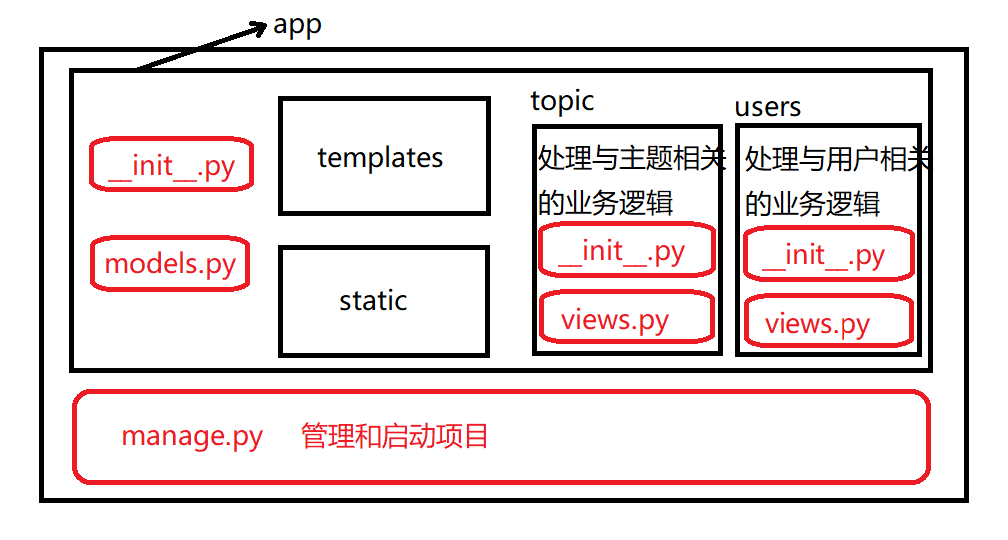 app
__init__.py
models.py
templates
static
topic
处理与主题相关
的业务逻辑
__init__.py
views.py
users
处理与用户相关
的业务逻辑
__init__.py
views.py
manage.py 管理和启动项目